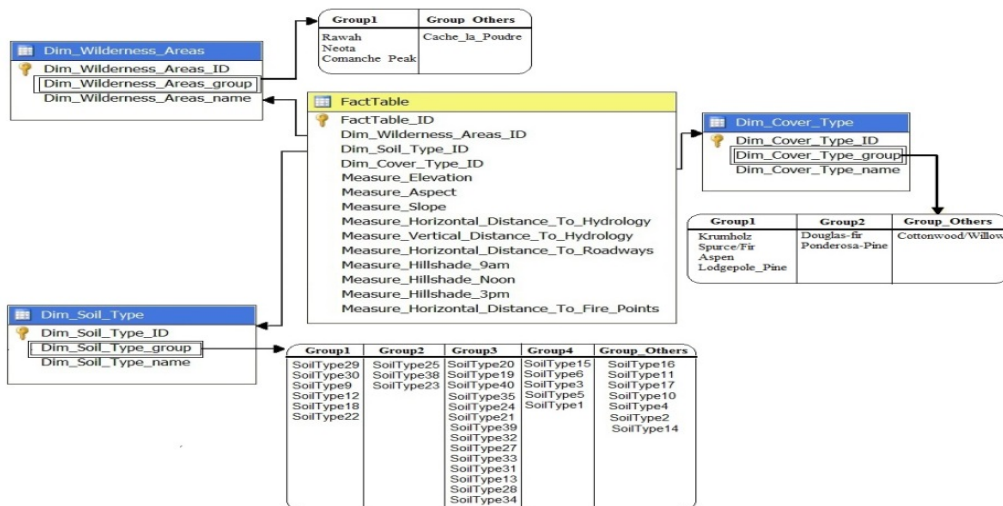 Group1 Group_Others
Rawah Cache_la_Poudre
Neota
Comanche_Peak
Dim_Wilderness_Areas
Dim_Wilderness_Areas_ID
Dim_Wilderness_Areas_group
Dim_Wilderness_Areas_name
FactTable
FactTable_ID
Dim_Wilderness_Areas_ID
Dim_Soil_Type_ID
Dim_Cover_Type_ID
Measure_Elevation
Measure_Aspect
Measure_Slope
Measure_Horizontal_Distance_To_Hydrology
Measure_Vertical_Distance_To_Hydrology
Measure_Horizontal_Distance_To_Roadways
Measure_Hillshade_9am
Measure_Hillshade_Noon
Measure_Hillshade_3pm
Measure_Horizontal_Distance_To_Fire_Points
Dim_Cover_Type
Dim_Cover_Type_ID
Dim_Cover_Type_group
Dim_Cover_Type_name
Group1 Group2 Group_Others
Krumholz Douglas-fir Cottonwood/Willow
Spurce/Fir Ponderosa-Pine
Aspen
Lodgepole_Pine
Dim_Soil_Type
Dim_Soil_Type_ID
Dim_Soil_Type_group
Dim_Soil_Type_name
Group1 Group2 Group3 Group4 Group_Others
SoilType29 SoilType25 SoilType20 SoilType15 SoilType16
SoilType30 SoilType38 SoilType19 SoilType6 SoilType11
SoilType9 SoilType23 SoilType40 SoilType3 SoilType17
SoilType12 SoilType35 SoilType5 SoilType10
SoilType18 SoilType24 SoilType1 SoilType4
SoilType22 SoilType21 SoilType2
SoilType39 SoilType14
SoilType32
SoilType27
SoilType33
SoilType31
SoilType13
SoilType28
SoilType34